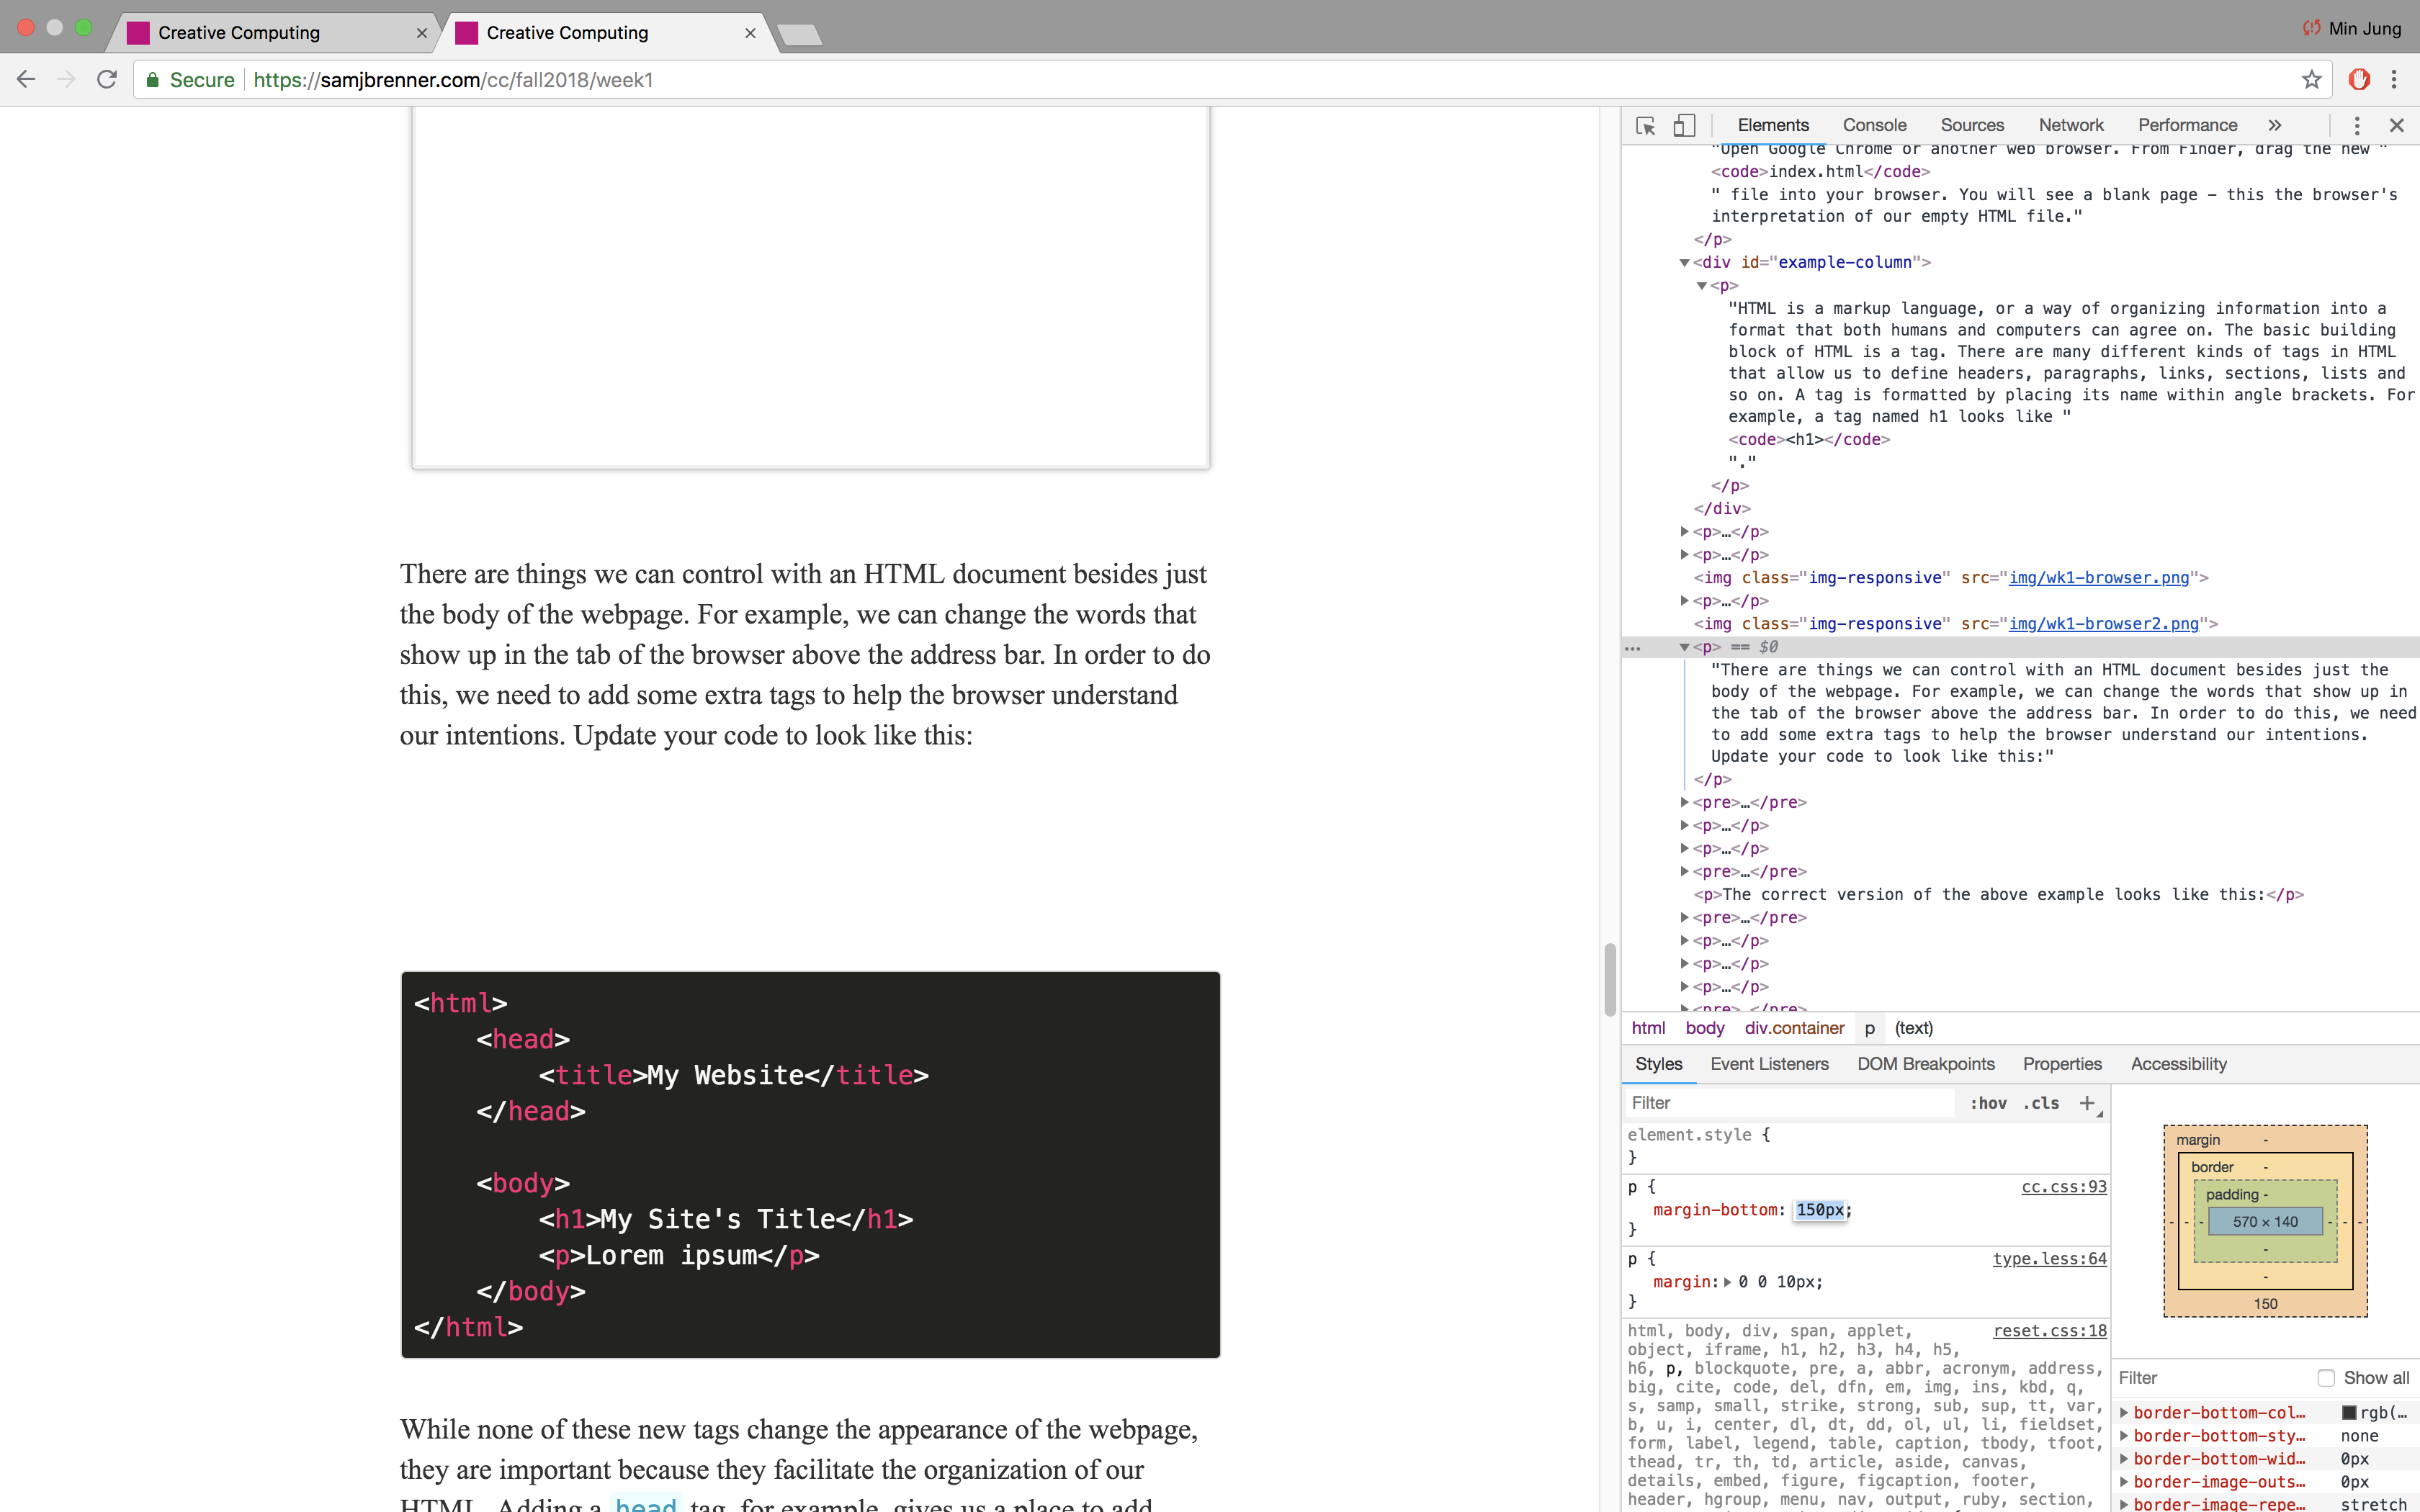 Creative Computing
Creative Computing
Min Jung
Secure https://samjbrenner.com/cc/fall2018/week1
There are things we can control with an HTML document besides just
the body of the webpage. For example, we can change the words that
show up in the tab of the browser above the address bar. In order to do
this, we need to add some extra tags to help the browser understand
our intentions. Update your code to look like this:
<html>
<head>
<title>My Website</title>
</head>
<body>
<h1>My Site's Title</h1>
<p>Lorem ipsum</p>
</body>
</html>
While none of these new tags change the appearance of the webpage,
they are important because they facilitate the organization of our
HTML. Adding a head tag, for example, gives us a place to add
Elements Console Sources Network Performance »
"Open Google Chrome or another web browser. From Finder, drag the new "
<code>index.html</code>
" file into your browser. You will see a blank page – this the browser's
interpretation of our empty HTML file."
</p>
<div id="example-column">
<p>
"HTML is a markup language, or a way of organizing information into a
format that both humans and computers can agree on. The basic building
block of HTML is a tag. There are many different kinds of tags in HTML
that allow us to define headers, paragraphs, links, sections, lists and
so on. A tag is formatted by placing its name within angle brackets. For
example, a tag named h1 looks like "
<code><h1></code>
"."
</p>
</div>
<p>…</p>
<p>…</p>
<img class="img-responsive" src="img/wk1-browser.png">
<p>…</p>
<img class="img-responsive" src="img/wk1-browser2.png">
… <p> == $0
"There are things we can control with an HTML document besides just the
body of the webpage. For example, we can change the words that show up in
the tab of the browser above the address bar. In order to do this, we need
to add some extra tags to help the browser understand our intentions.
Update your code to look like this:"
</p>
<pre>…</pre>
<p>…</p>
<p>…</p>
<pre>…</pre>
<p>The correct version of the above example looks like this:</p>
<pre>…</pre>
<p>…</p>
<p>…</p>
<p>…</p>
<pre>…</pre>
html body div.container p (text)
Styles Event Listeners DOM Breakpoints Properties Accessibility
Filter :hov .cls +
element.style {
}
p { cc.css:93
margin-bottom: 150px;
}
p { type.less:64
margin: 0 0 10px;
}
html, body, div, span, applet, reset.css:18
object, iframe, h1, h2, h3, h4, h5,
h6, p, blockquote, pre, a, abbr, acronym, address,
big, cite, code, del, dfn, em, img, ins, kbd, q,
s, samp, small, strike, strong, sub, sup, tt, var,
b, u, i, center, dl, dt, dd, ol, ul, li, fieldset,
form, label, legend, table, caption, tbody, tfoot,
thead, tr, th, td, article, aside, canvas,
details, embed, figure, figcaption, footer,
header, hgroup, menu, nav, output, ruby, section,
margin -
border -
padding -
- - - 570 × 140 - - -
-
-
150
Filter Show all
border-bottom-col… rgb(…
border-bottom-sty… none
border-bottom-wid… 0px
border-image-outs… 0px
border-image-repe… stretch